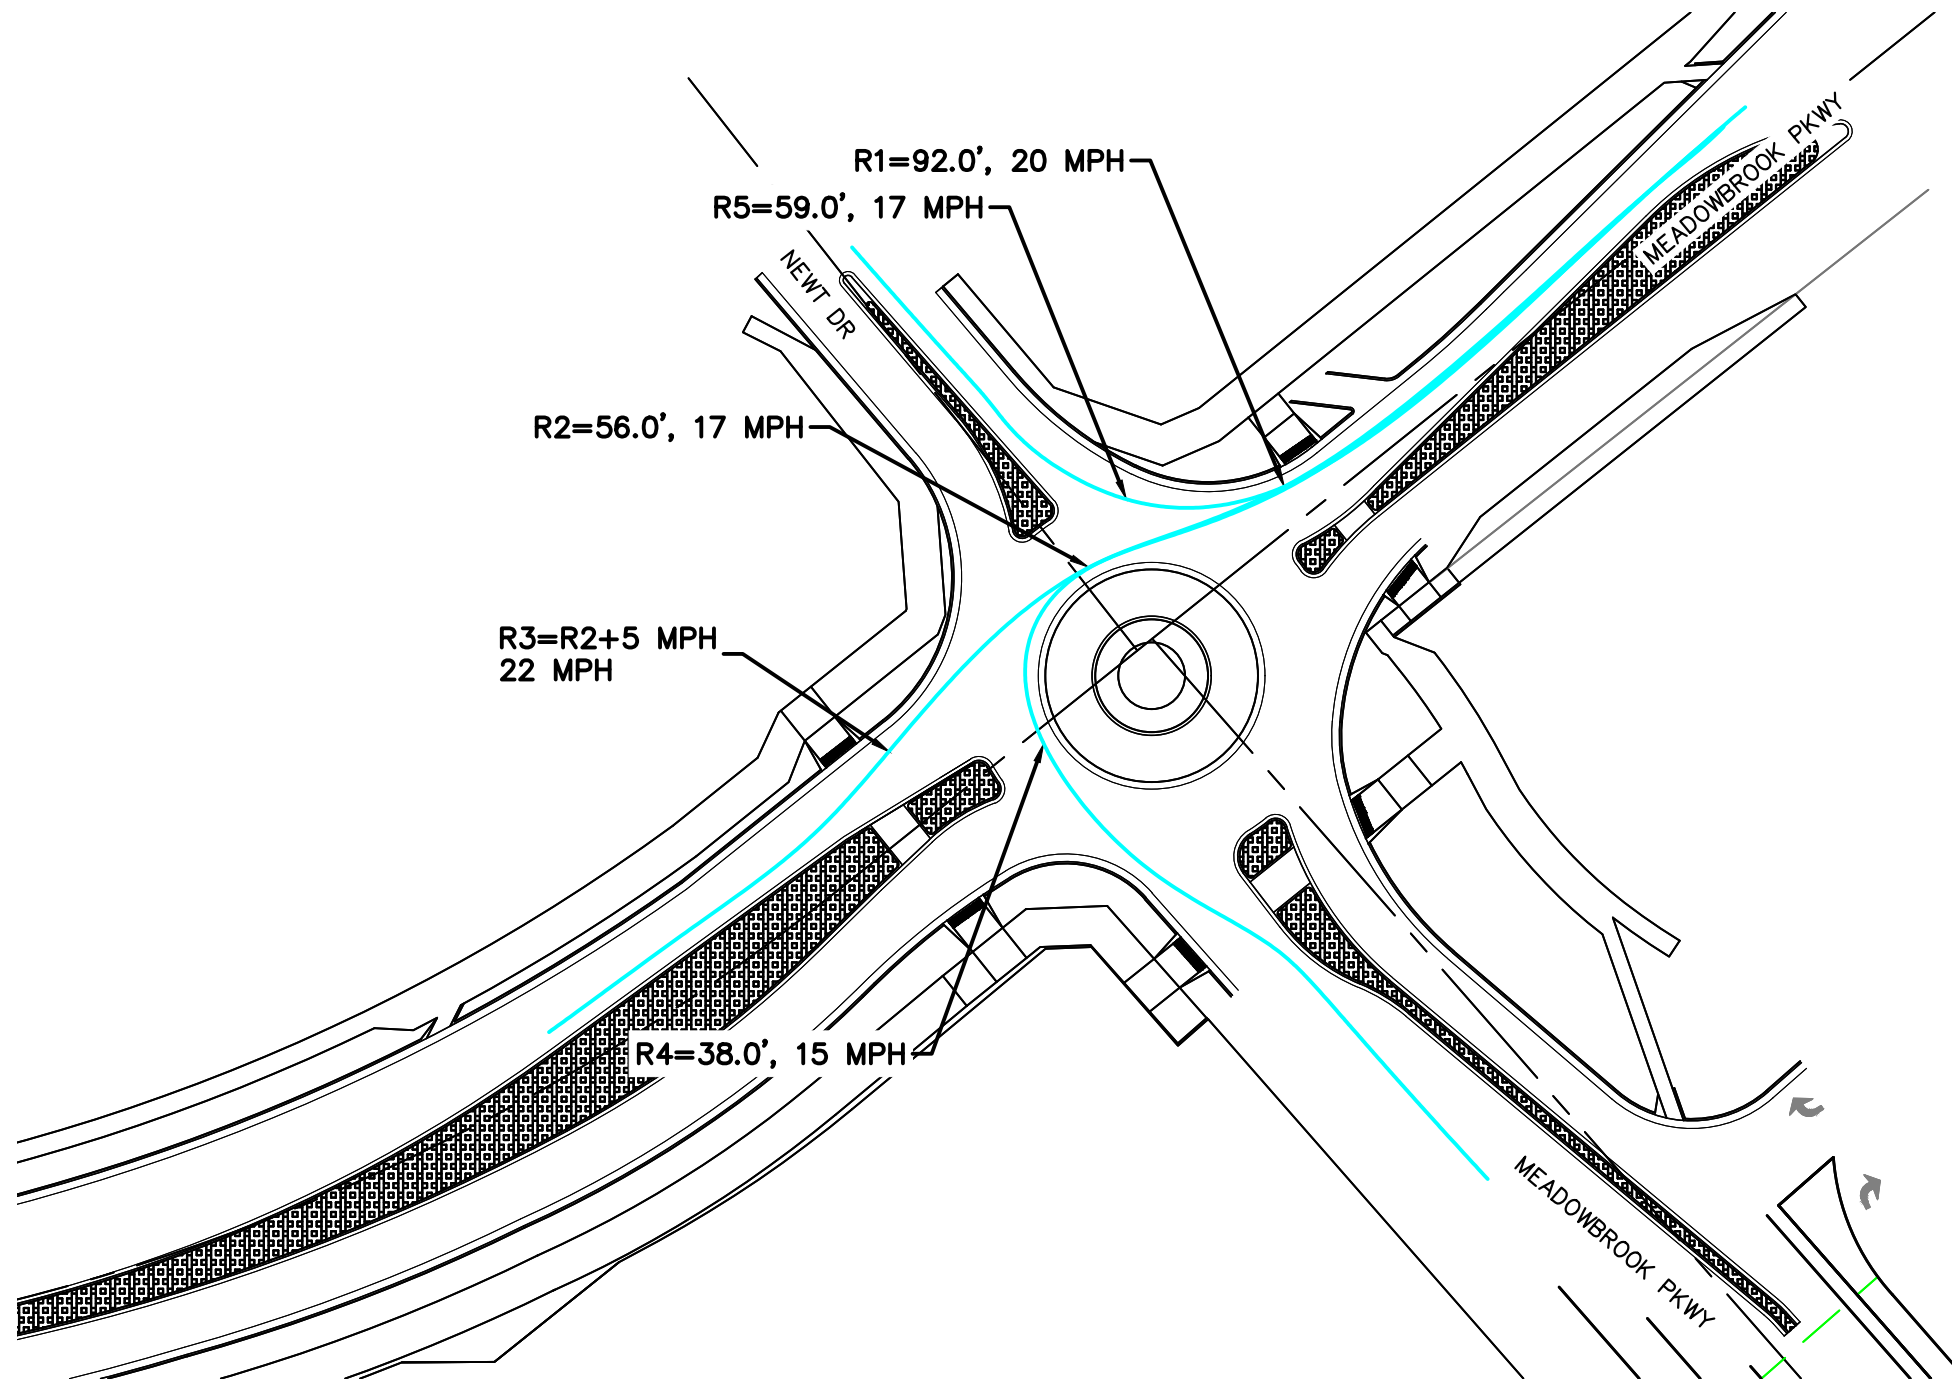 MEADOWBROOK PKWY
R1=92.0', 20 MPH
R5=59.0', 17 MPH
NEWT DR
R2=56.0', 17 MPH
R3=R2+5 MPH
22 MPH
R4=38.0', 15 MPH
MEADOWBROOK PKWY